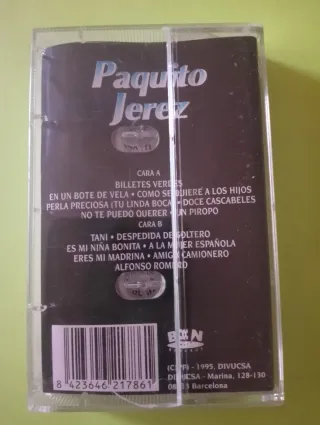 Paquito
Jerez
CARA A
BILLETES VERDES
EN UN BOTE DE VELA • COMO SE QUIERE A LOS HIJOS
PERLA PRECIOSA (TU LINDA BOCA) • DOCE CASCABELES
NO TE PUEDO QUERER • UN PIROPO
CARA B
TANI • DESPEDIDA DE SOLTERO
ES MI NIÑA BONITA • A LA MUJER ESPAÑOLA
ERES MI MADRINA • AMIGO CAMIONERO
ALFONSO ROMERO
(C)(P) - 1995, DIVUCSA
DIVUCSA - Marina, 128-130
08013 Barcelona
8 423646 217861